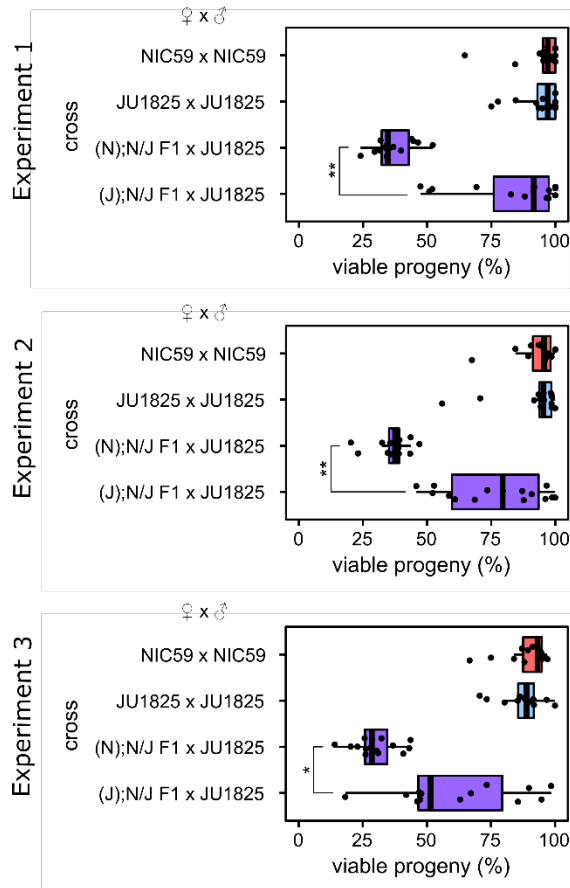 Experiment 1
♀ x ♂
cross
NIC59 x NIC59
JU1825 x JU1825
(N);N/J F1 x JU1825
(J);N/J F1 x JU1825
**
0 25 50 75 100
viable progeny (%)
Experiment 2
♀ x ♂
cross
NIC59 x NIC59
JU1825 x JU1825
(N);N/J F1 x JU1825
(J);N/J F1 x JU1825
**
0 25 50 75 100
viable progeny (%)
Experiment 3
♀ x ♂
cross
NIC59 x NIC59
JU1825 x JU1825
(N);N/J F1 x JU1825
(J);N/J F1 x JU1825
*
0 25 50 75 100
viable progeny (%)